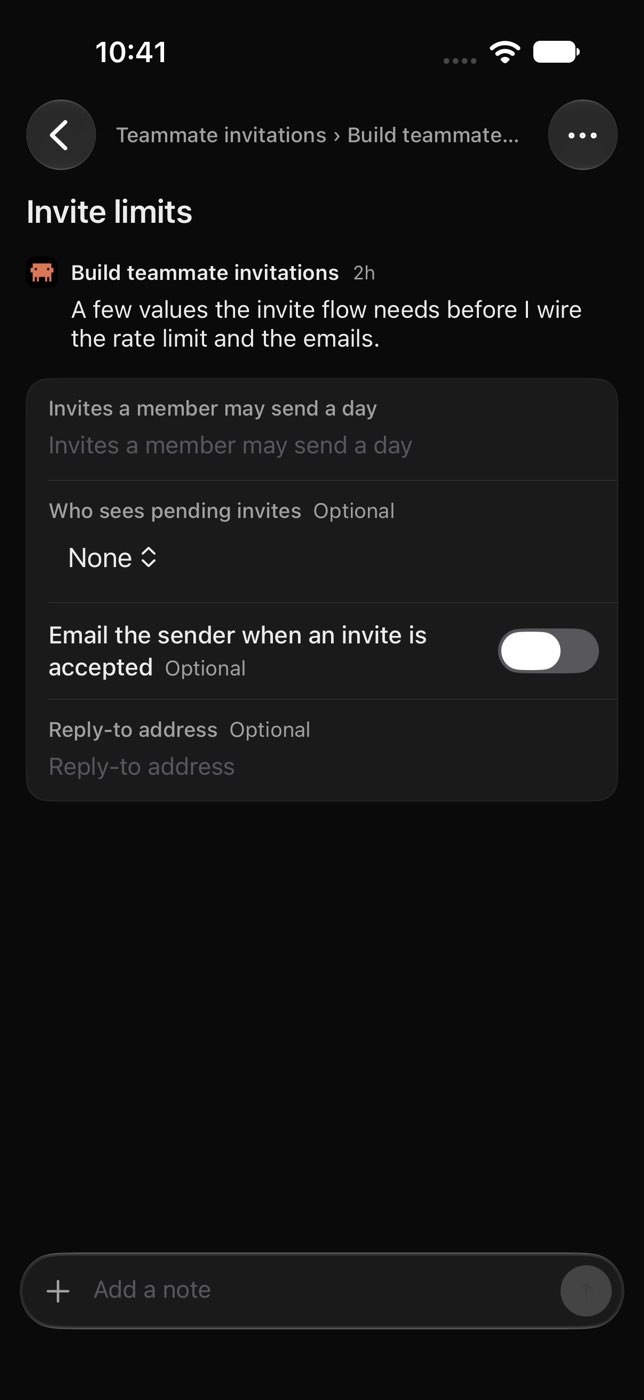 10:41
Teammate invitations › Build teammate...
Invite limits
Build teammate invitations 2h
A few values the invite flow needs before I wire
the rate limit and the emails.
Invites a member may send a day
Invites a member may send a day
Who sees pending invites Optional
None
Email the sender when an invite is
accepted Optional
Reply-to address Optional
Reply-to address
Add a note